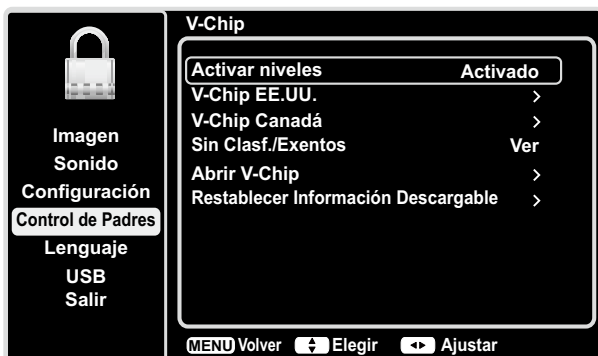 V-Chip
Activar niveles Activado
V-Chip EE.UU. >
V-Chip Canadá >
Sin Clasf./Exentos Ver
Abrir V-Chip >
Restablecer Información Descargable >
Imagen
Sonido
Configuración
Control de Padres
Lenguaje
USB
Salir
MENU Volver Elegir Ajustar